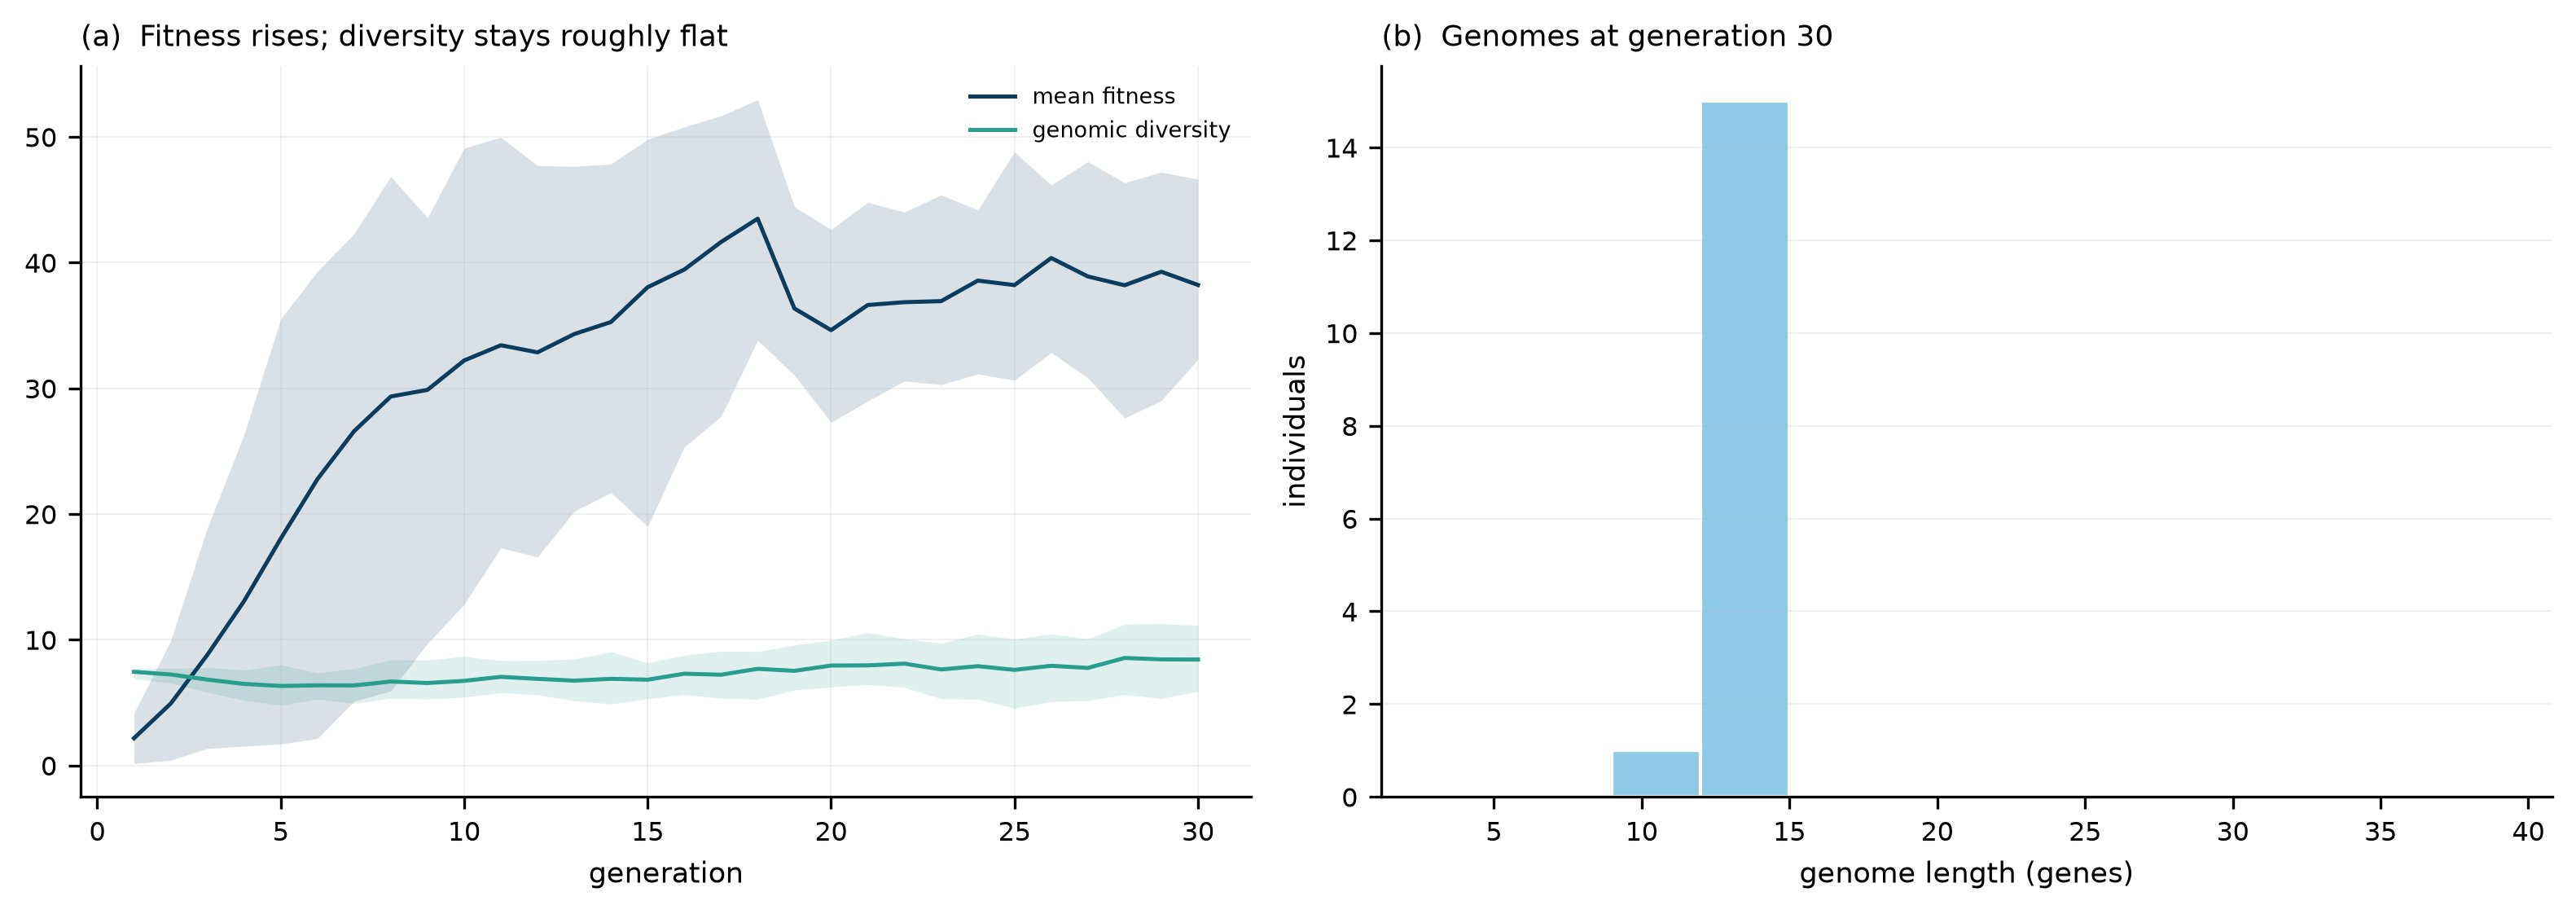 (a) Fitness rises; diversity stays roughly flat
mean fitness
genomic diversity
50
40
30
20
10
0
0 5 10 15 20 25 30
generation
(b) Genomes at generation 30
individuals
14
12
10
8
6
4
2
0
5 10 15 20 25 30 35 40
genome length (genes)